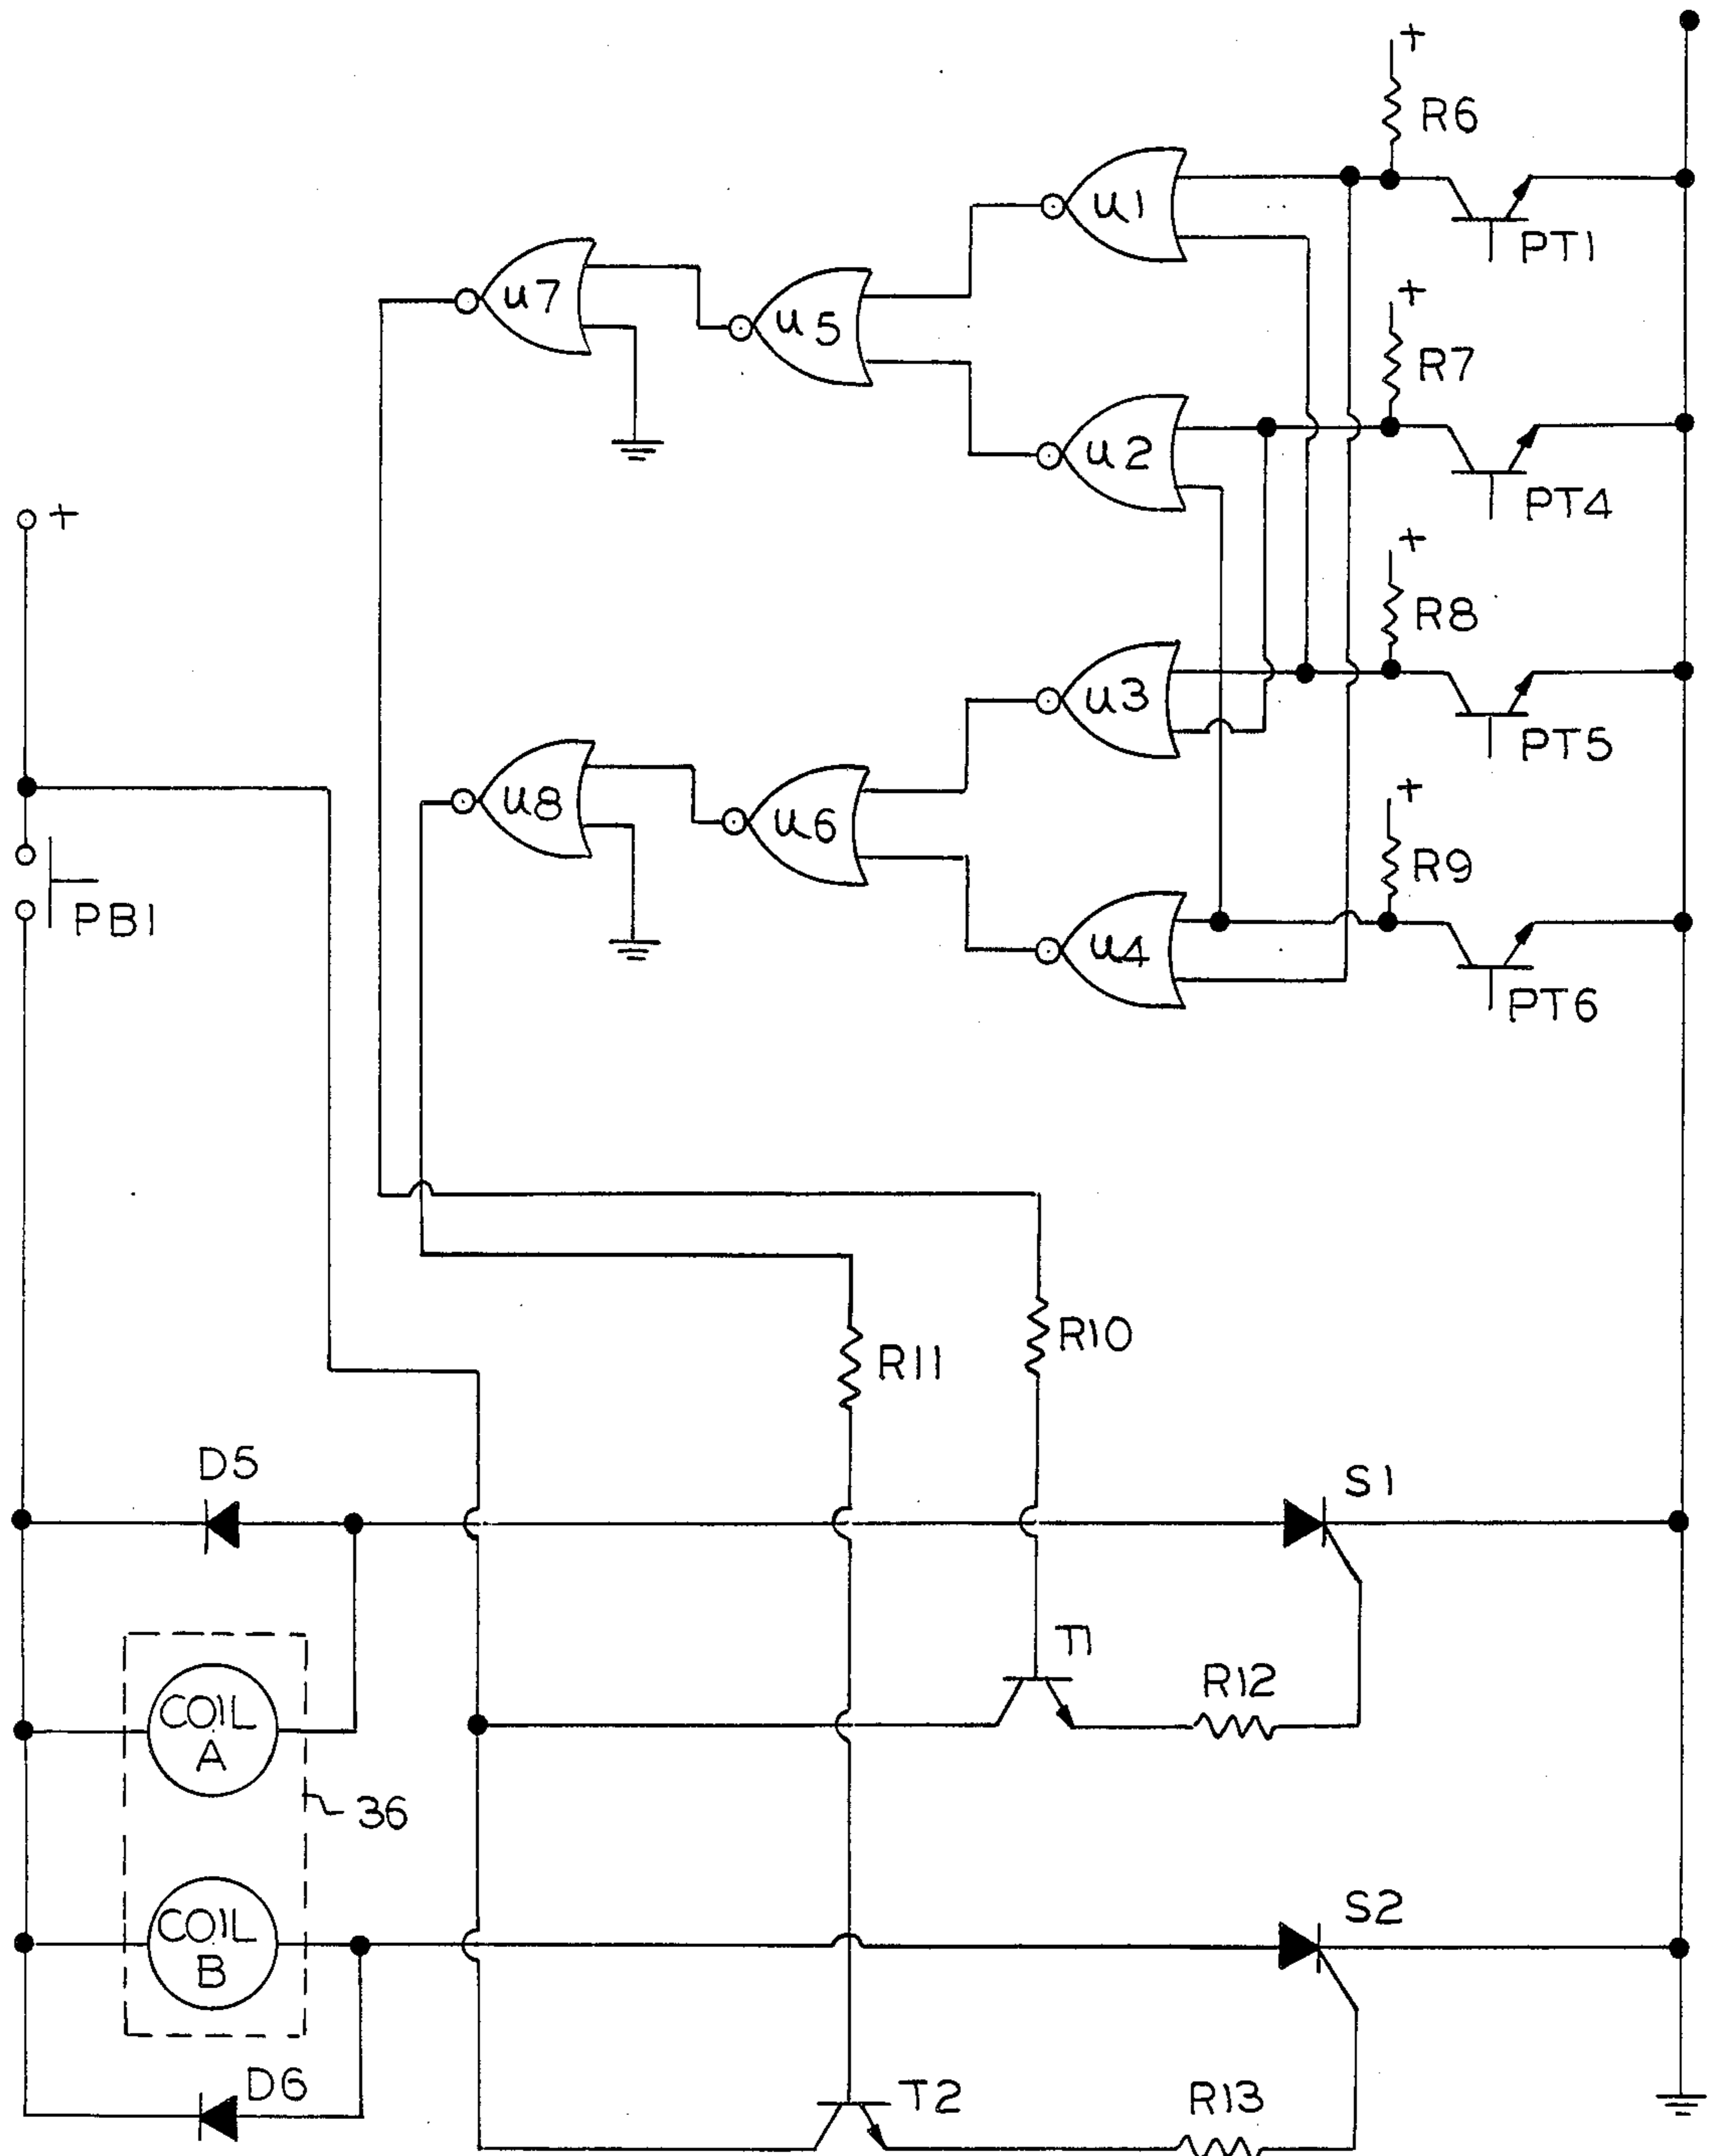 +
R6
u1
PT1
+
u7
u5
R7
u2
PT4
+
+
R8
u3
PT5
+
u8
u6
R9
PB1
u4
PT6
R10
R11
D5
S1
T1
COIL
A
R12
36
COIL
B
S2
D6
T2
R13